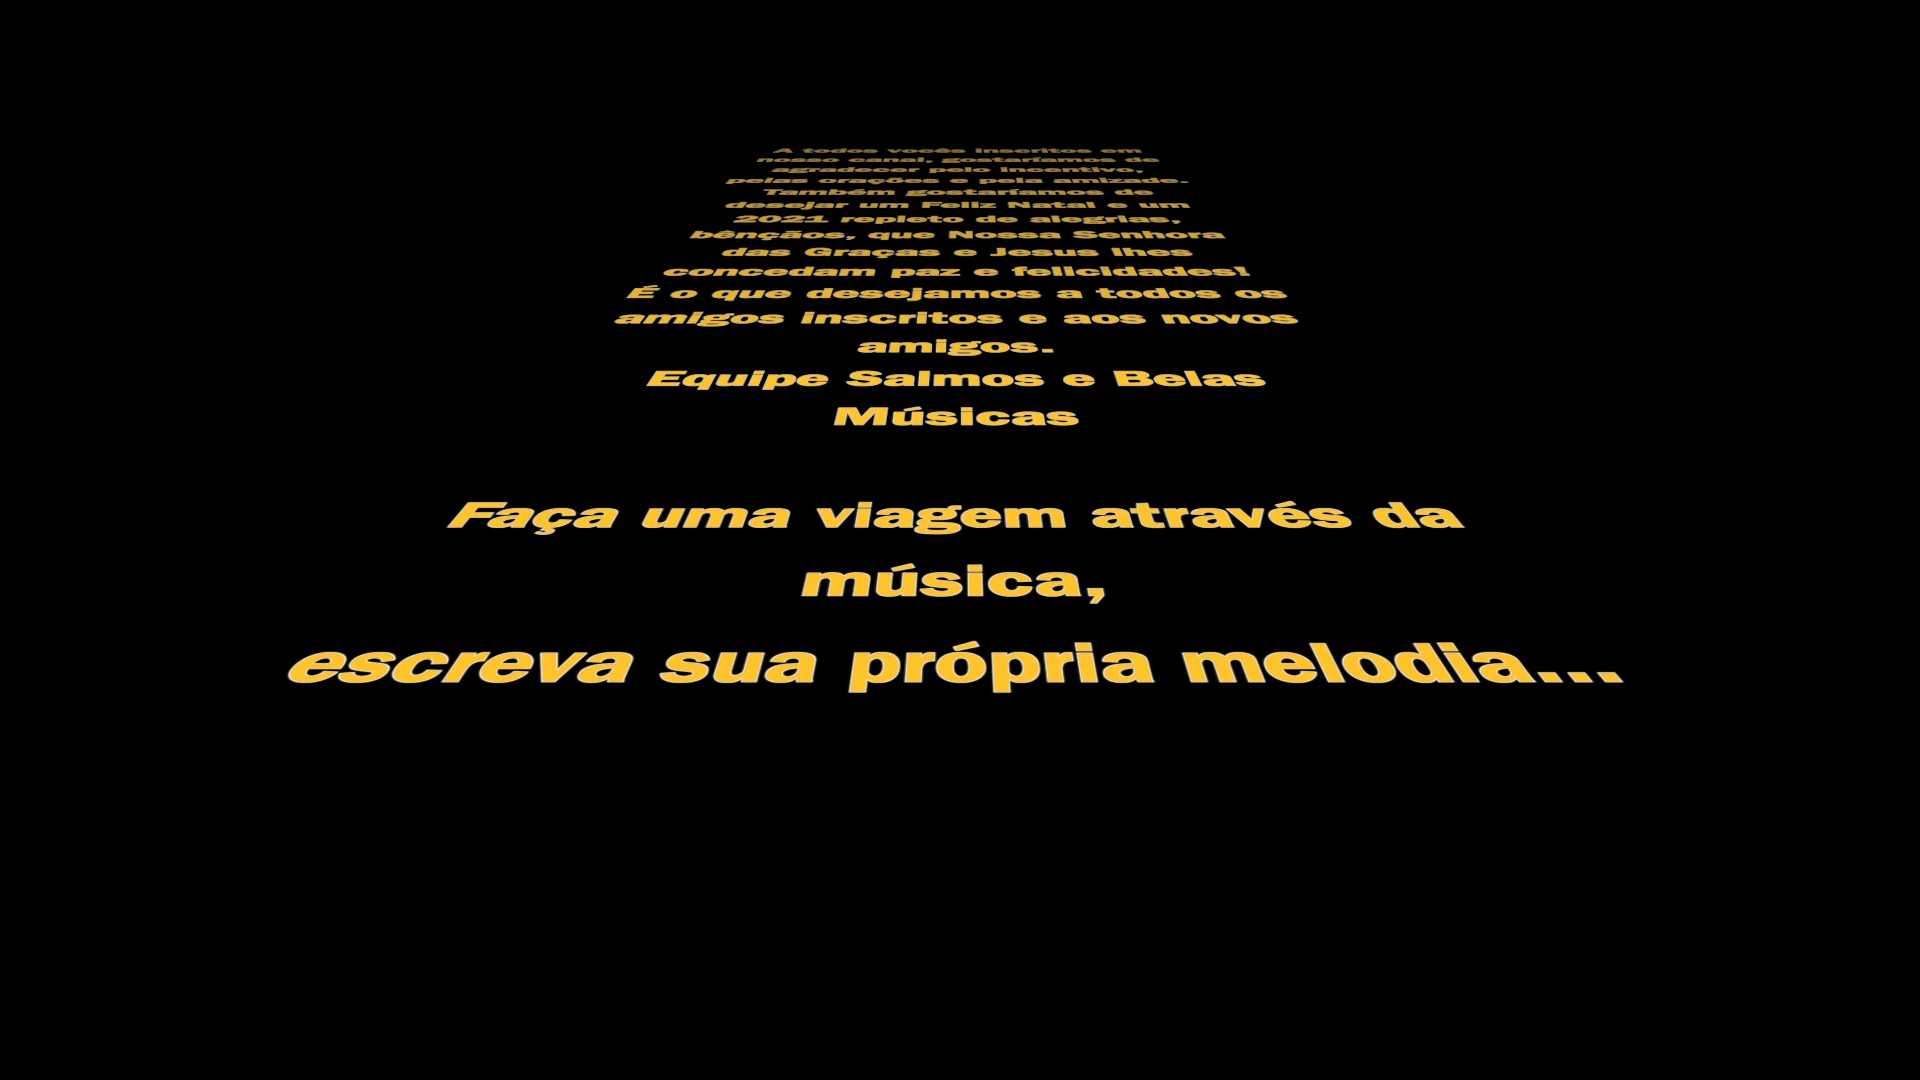 A todos vocês inscritos em
nosso canal, gostaríamos de
agradecer pelo incentivo,
pelas orações e pela amizade.
Também gostaríamos de
desejar um Feliz Natal e um
2021 repleto de alegrias,
bênçãos, que Nossa Senhora
das Graças e Jesus lhes
concedam paz e felicidades!
É o que desejamos a todos os
amigos inscritos e aos novos
amigos.
Equipe Salmos e Belas
Músicas
Faça uma viagem através da
música,
escreva sua própria melodia...